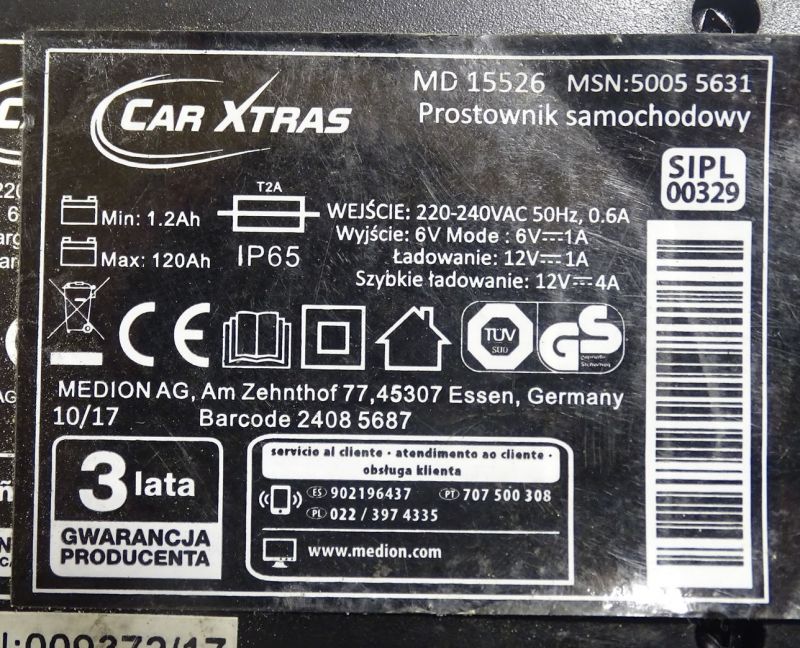 CAR XTRAS
MD 15526 MSN:5005 5631
Prostownik samochodowy
SIPL
00329
T2A
Min: 1.2Ah
Max: 120Ah
IP65
WEJŚCIE: 220-240VAC 50Hz, 0.6A
Wyjście: 6V Mode : 6V⎓1A
Ładowanie: 12V⎓1A
Szybkie ładowanie: 12V⎓4A
CE
TÜV
SÜD
GS
MEDION AG, Am Zehnthof 77,45307 Essen, Germany
10/17 Barcode 2408 5687
3 lata
GWARANCJA
PRODUCENTA
servicio al cliente · atendimento ao cliente ·
obsługa klienta
ES 902196437 PT 707 500 308
PL 022 / 397 4335
www.medion.com